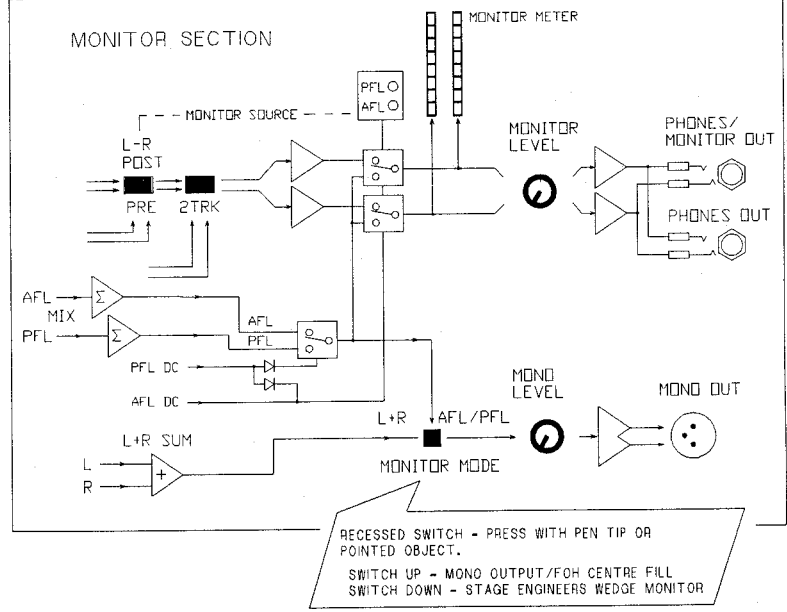 MONITOR SECTION
MONITOR METER
PFL
AFL
MONITOR SOURCE
L-R
POST
PRE
2TRK
MONITOR
LEVEL
PHONES/
MONITOR OUT
PHONES OUT
AFL
MIX
PFL
Σ
Σ
AFL
PFL
PFL DC
AFL DC
MONO
LEVEL
MONO OUT
L+R
AFL/PFL
L+R SUM
L
R
+
MONITOR MODE
RECESSED SWITCH - PRESS WITH PEN TIP OR
POINTED OBJECT.
SWITCH UP - MONO OUTPUT/FOH CENTRE FILL
SWITCH DOWN - STAGE ENGINEERS WEDGE MONITOR